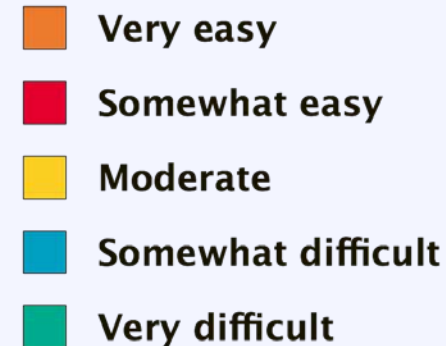 Very easy
Somewhat easy
Moderate
Somewhat difficult
Very difficult